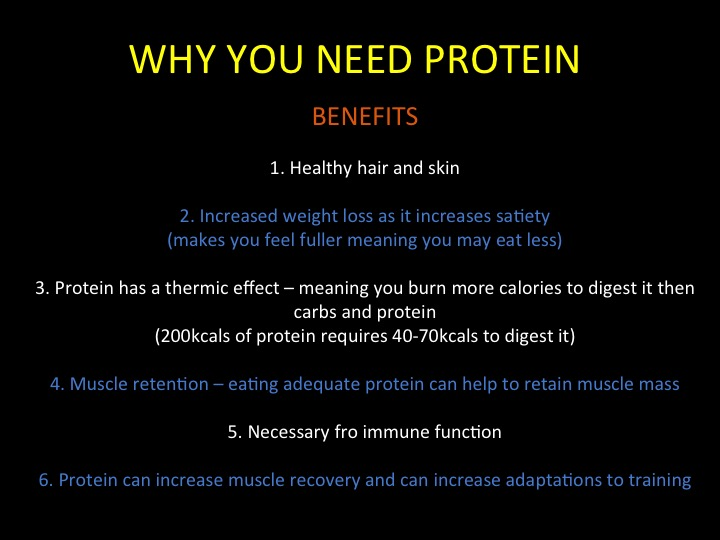 WHY YOU NEED PROTEIN
BENEFITS
1. Healthy hair and skin
2. Increased weight loss as it increases satiety
(makes you feel fuller meaning you may eat less)
3. Protein has a thermic effect – meaning you burn more calories to digest it then
carbs and protein
(200kcals of protein requires 40-70kcals to digest it)
4. Muscle retention – eating adequate protein can help to retain muscle mass
5. Necessary fro immune function
6. Protein can increase muscle recovery and can increase adaptations to training